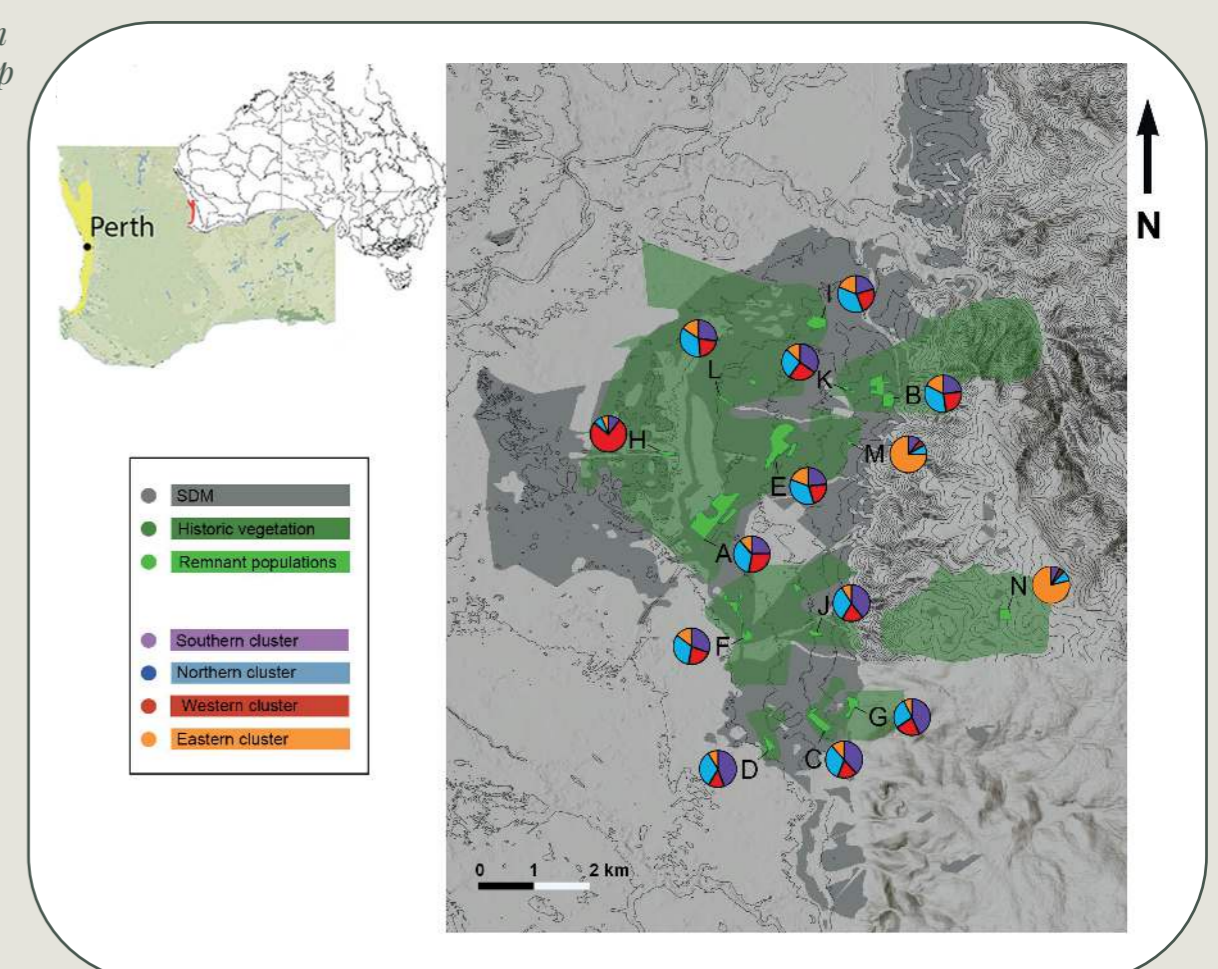 Perth
SDM
Historic vegetation
Remnant populations
Southern cluster
Northern cluster
Western cluster
Eastern cluster
N
I
L
K
B
H
M
E
A
N
J
F
G
D
C
0 1 2 km